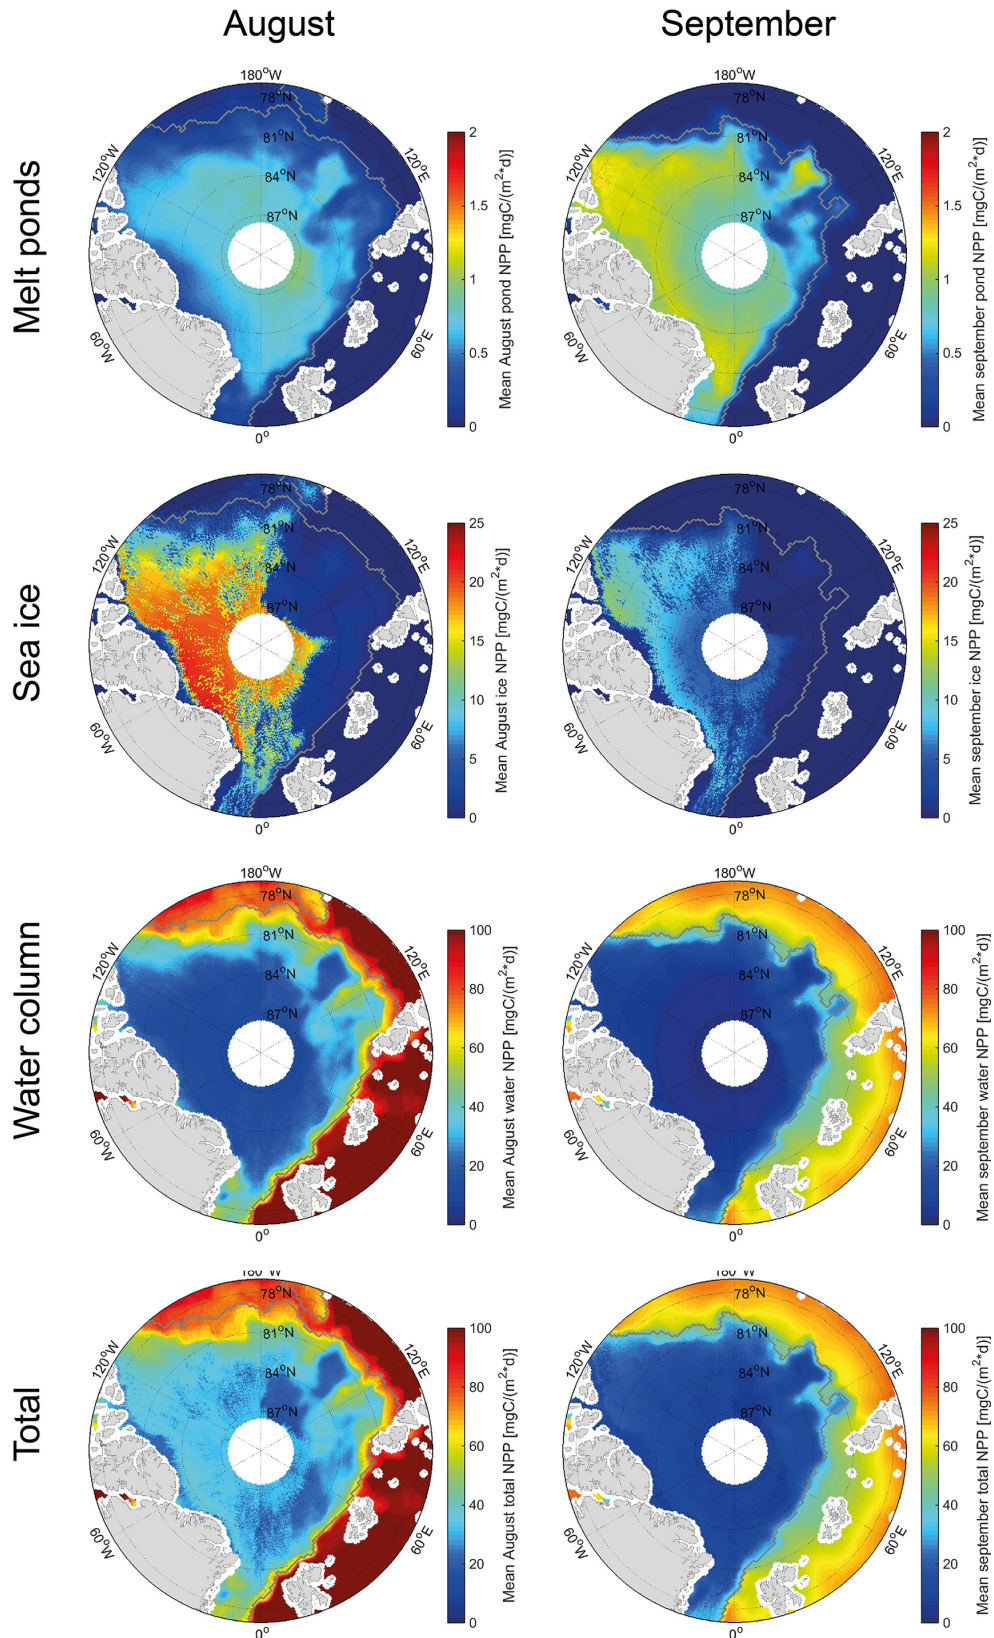 August September
Melt ponds
180°W
78°N
81°N
84°N
87°N
120°W
120°E
60°W
60°E
0°
2
1.5
1
0.5
0
Mean August pond NPP [mgC/(m²*d)]
180°W
78°N
81°N
84°N
87°N
120°W
120°E
60°W
60°E
0°
2
1.5
1
0.5
0
Mean september pond NPP [mgC/(m²*d)]
Sea ice
78°N
81°N
84°N
87°N
120°W
120°E
60°W
60°E
0°
25
20
15
10
5
0
Mean August ice NPP [mgC/(m²*d)]
78°N
81°N
84°N
87°N
120°W
120°E
60°W
60°E
0°
25
20
15
10
5
0
Mean september ice NPP [mgC/(m²*d)]
Water column
180°W
78°N
81°N
84°N
87°N
120°W
120°E
60°W
60°E
0°
100
80
60
40
20
0
Mean August water NPP [mgC/(m²*d)]
180°W
78°N
81°N
84°N
87°N
120°W
120°E
60°W
60°E
0°
100
80
60
40
20
0
Mean september water NPP [mgC/(m²*d)]
Total
180°W
78°N
81°N
84°N
87°N
120°W
120°E
60°W
60°E
0°
100
80
60
40
20
0
Mean August total NPP [mgC/(m²*d)]
180°W
78°N
81°N
84°N
87°N
120°W
120°E
60°W
60°E
0°
100
80
60
40
20
0
Mean september total NPP [mgC/(m²*d)]